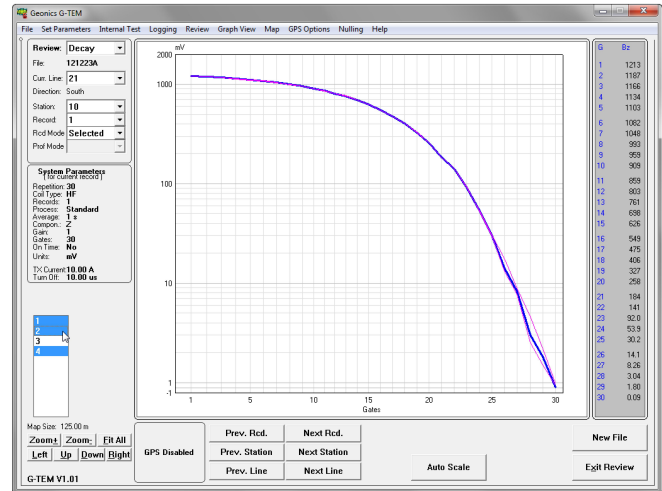 Geonics G-TEM
File Set Parameters Internal Test Logging Review Graph View Map GPS Options Nulling Help
Review: Decay
File: 121223A
Curr. Line: 21
Direction: South
Station: 10
Record: 1
Rcd Mode Selected
Prof Mode
System Parameters
( for current record )
Repetition: 30
Coil Type: HF
Records: 1
Process: Standard
Average: 1 s
Compon.: Z
Gain: 1
Gates: 30
On Time: No
Units: mV
TX Current: 10.00 A
Turn Off: 10.00 us
1
2
3
4
Map Size: 125.00 m
Zoom+ Zoom- Fit All
Left Up Down Right
G-TEM V1.01
mV
2000
1000
100
10
1
-1
1 5 10 15 20 25 30
Gates
G Bz
1 1213
2 1187
3 1166
4 1134
5 1103
6 1082
7 1048
8 993
9 959
10 909
11 859
12 803
13 761
14 698
15 626
16 549
17 475
18 406
19 327
20 258
21 184
22 141
23 92.0
24 53.9
25 30.2
26 14.1
27 8.26
28 3.04
29 1.80
30 0.09
GPS Disabled
Prev. Rcd. Next Rcd.
Prev. Station Next Station
Prev. Line Next Line
Auto Scale
New File
Exit Review